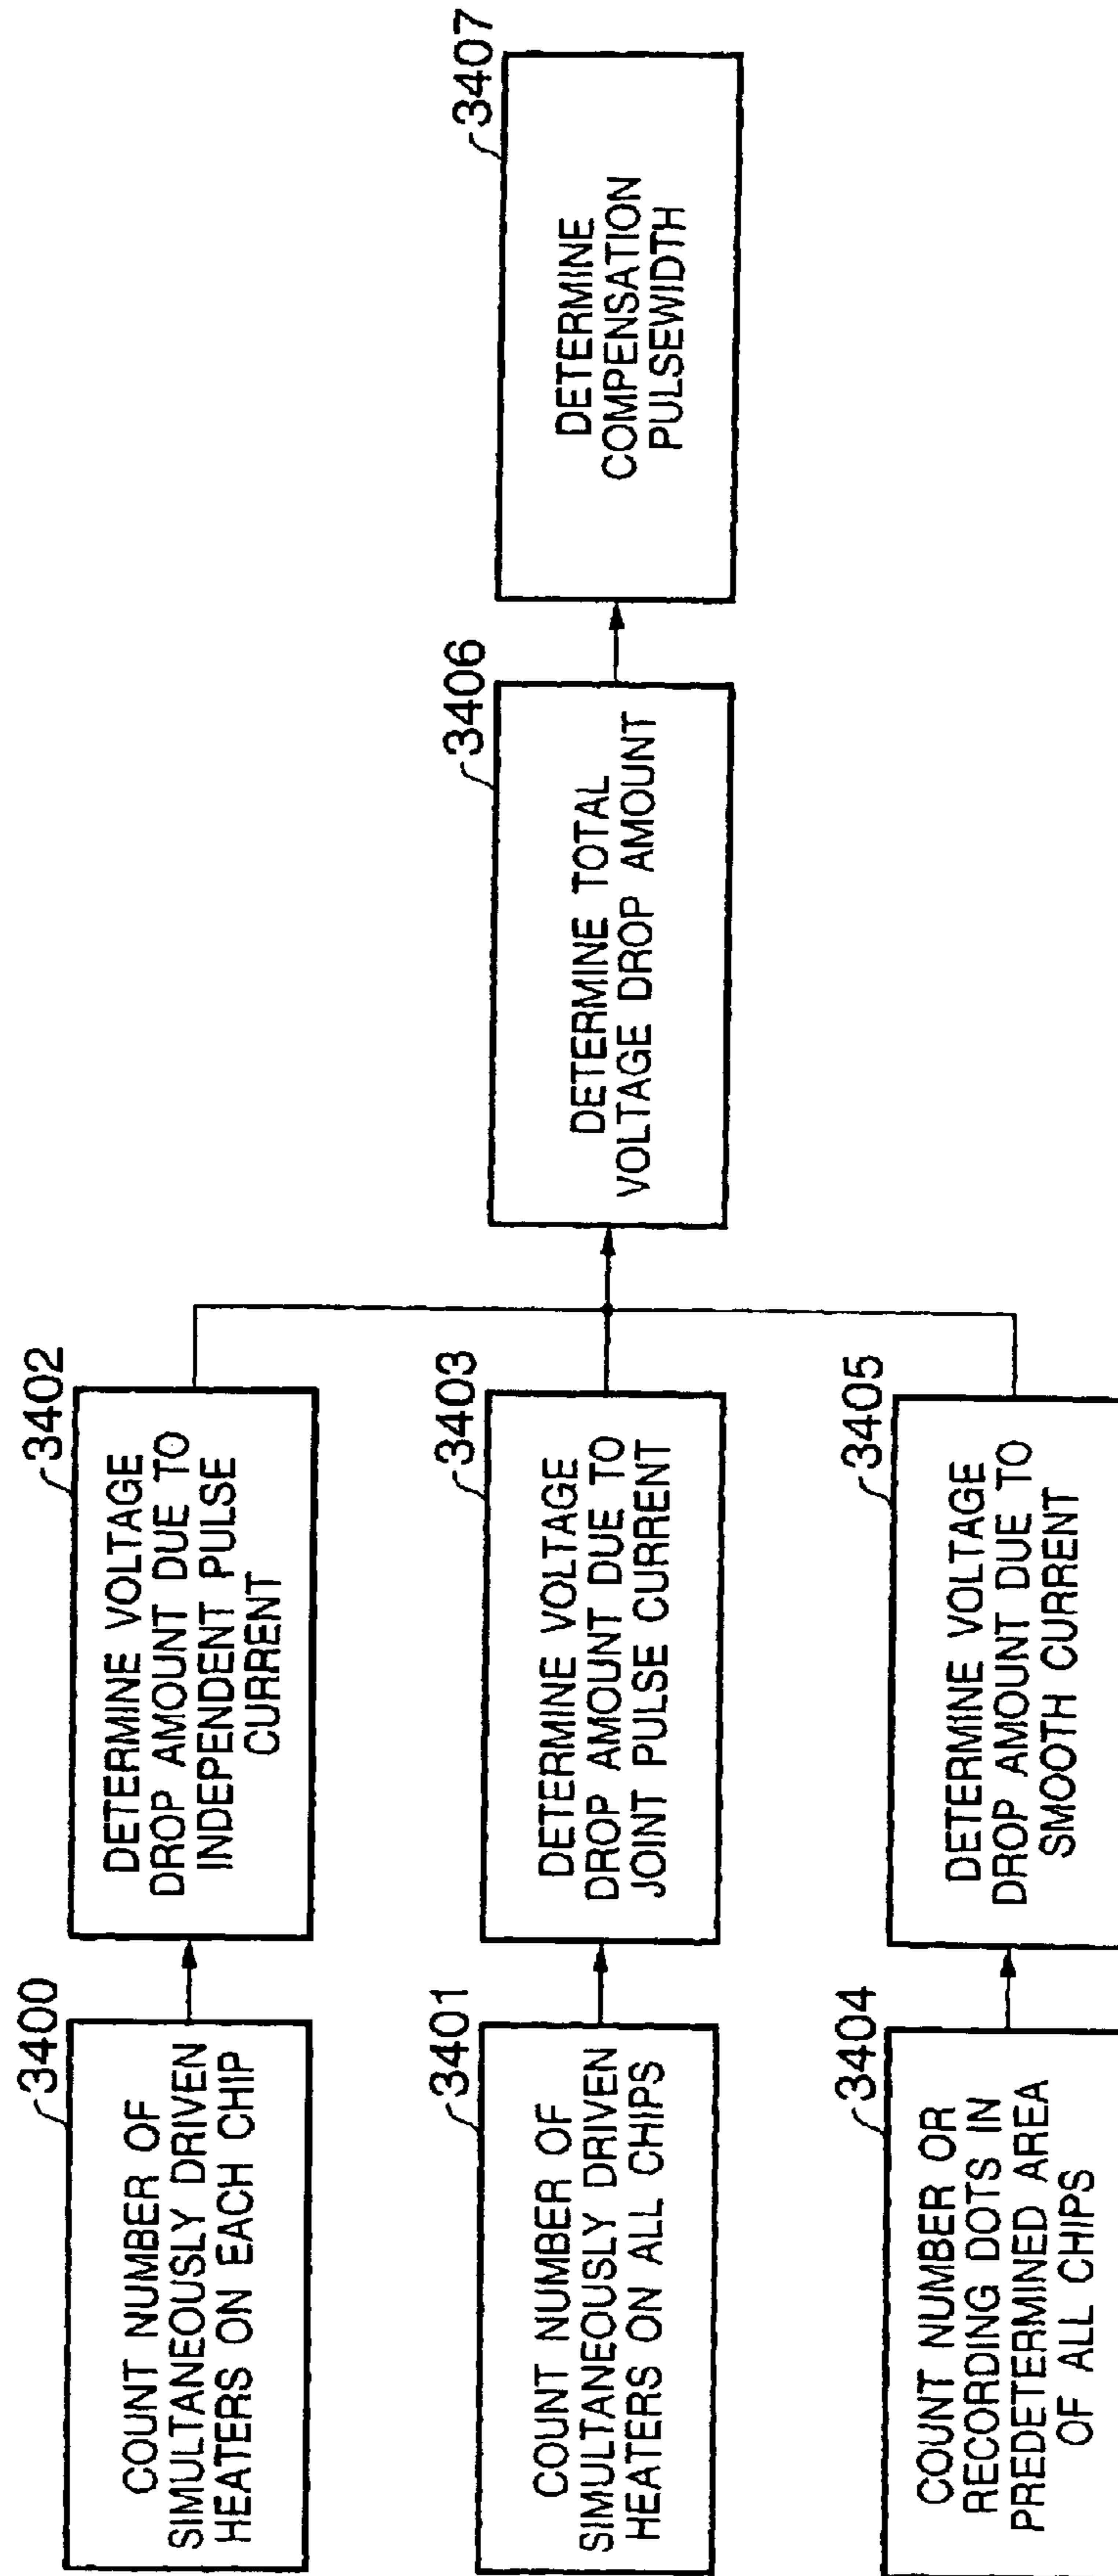 3400
COUNT NUMBER OF
SIMULTANEOUSLY DRIVEN
HEATERS ON EACH CHIP
3402
DETERMINE VOLTAGE
DROP AMOUNT DUE TO
INDEPENDENT PULSE
CURRENT
3401
COUNT NUMBER OF
SIMULTANEOUSLY DRIVEN
HEATERS ON ALL CHIPS
3403
DETERMINE VOLTAGE
DROP AMOUNT DUE TO
JOINT PULSE CURRENT
3404
COUNT NUMBER OR
RECORDING DOTS IN
PREDETERMINED AREA
OF ALL CHIPS
3405
DETERMINE VOLTAGE
DROP AMOUNT DUE TO
SMOOTH CURRENT
3406
DETERMINE TOTAL
VOLTAGE DROP AMOUNT
3407
DETERMINE
COMPENSATION
PULSEWIDTH